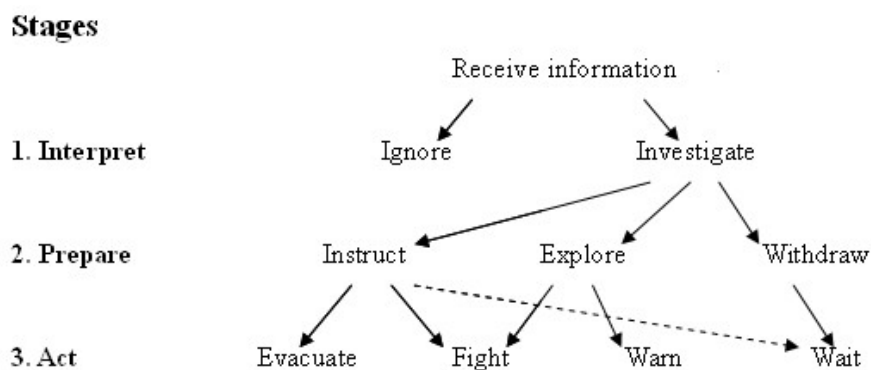 Stages
Receive information
1. Interpret Ignore Investigate
2. Prepare Instruct Explore Withdraw
3. Act Evacuate Fight Warn Wait